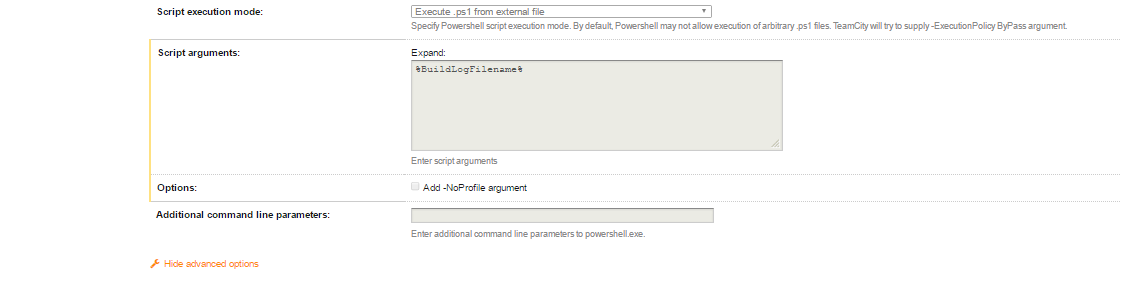 Script execution mode:
Execute .ps1 from external file
Specify Powershell script execution mode. By default, Powershell may not allow execution of arbitrary .ps1 files. TeamCity will try to supply -ExecutionPolicy ByPass argument.
Script arguments:
Expand:
%BuildLogFilename%
Enter script arguments
Options:
Add -NoProfile argument
Additional command line parameters:
Enter additional command line parameters to powershell.exe.
Hide advanced options